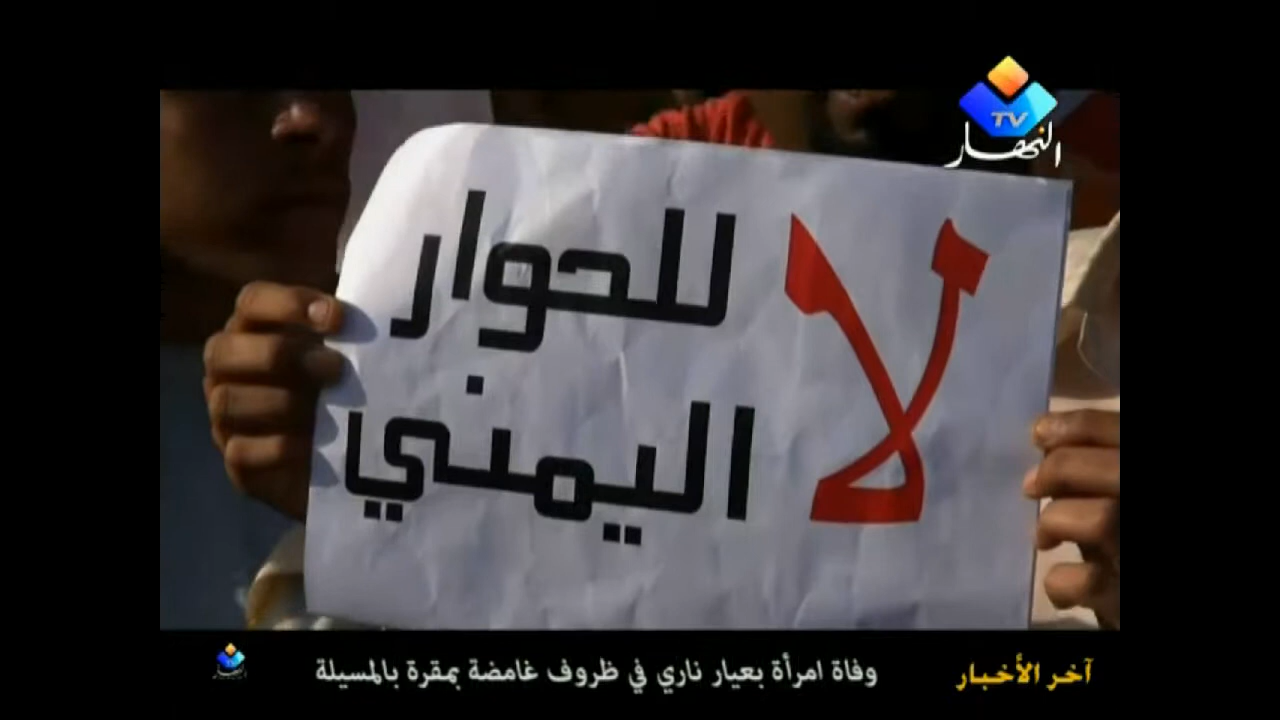 TV
النهار
لا
للحوار
اليمني
آخر الأخبار
وفاة امرأة بعيار ناري في ظروف غامضة بمقرة بالمسيلة